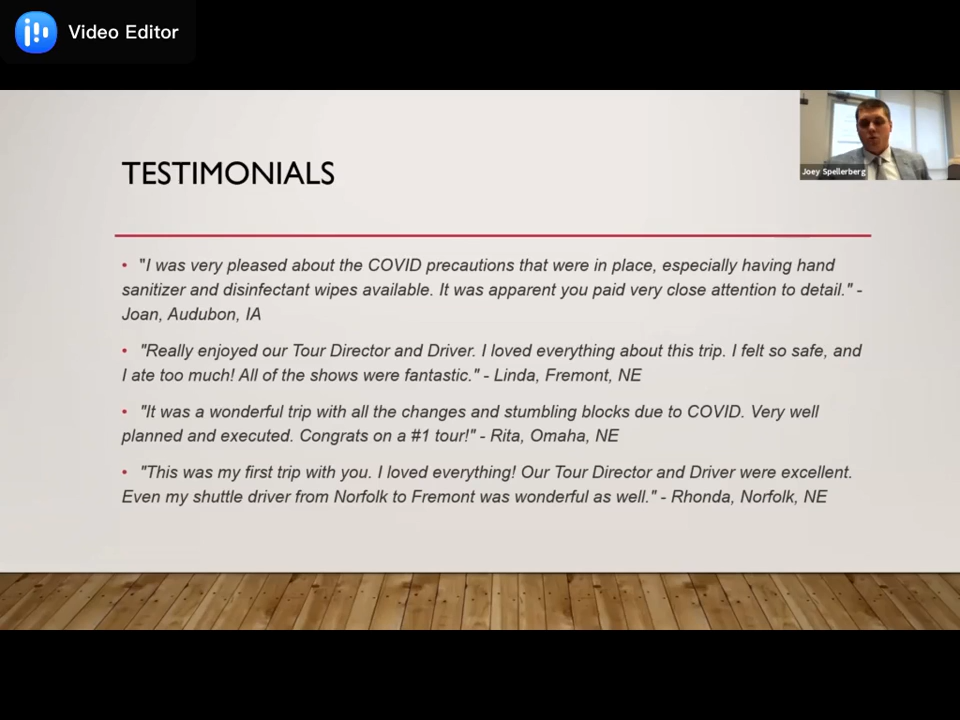 Video Editor
TESTIMONIALS
Joey Spellerberg
• "I was very pleased about the COVID precautions that were in place, especially having hand
sanitizer and disinfectant wipes available. It was apparent you paid very close attention to detail." -
Joan, Audubon, IA
• "Really enjoyed our Tour Director and Driver. I loved everything about this trip. I felt so safe, and
I ate too much! All of the shows were fantastic." - Linda, Fremont, NE
• "It was a wonderful trip with all the changes and stumbling blocks due to COVID. Very well
planned and executed. Congrats on a #1 tour!" - Rita, Omaha, NE
• "This was my first trip with you. I loved everything! Our Tour Director and Driver were excellent.
Even my shuttle driver from Norfolk to Fremont was wonderful as well." - Rhonda, Norfolk, NE